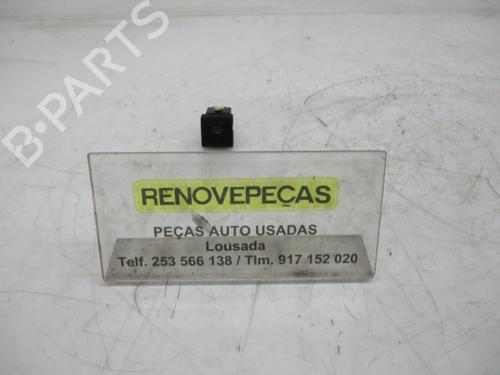 B-PARTS
RENOVEPEÇAS
PEÇAS AUTO USADAS
Lousada
Telf. 253 566 138 / Tlm. 917 152 020